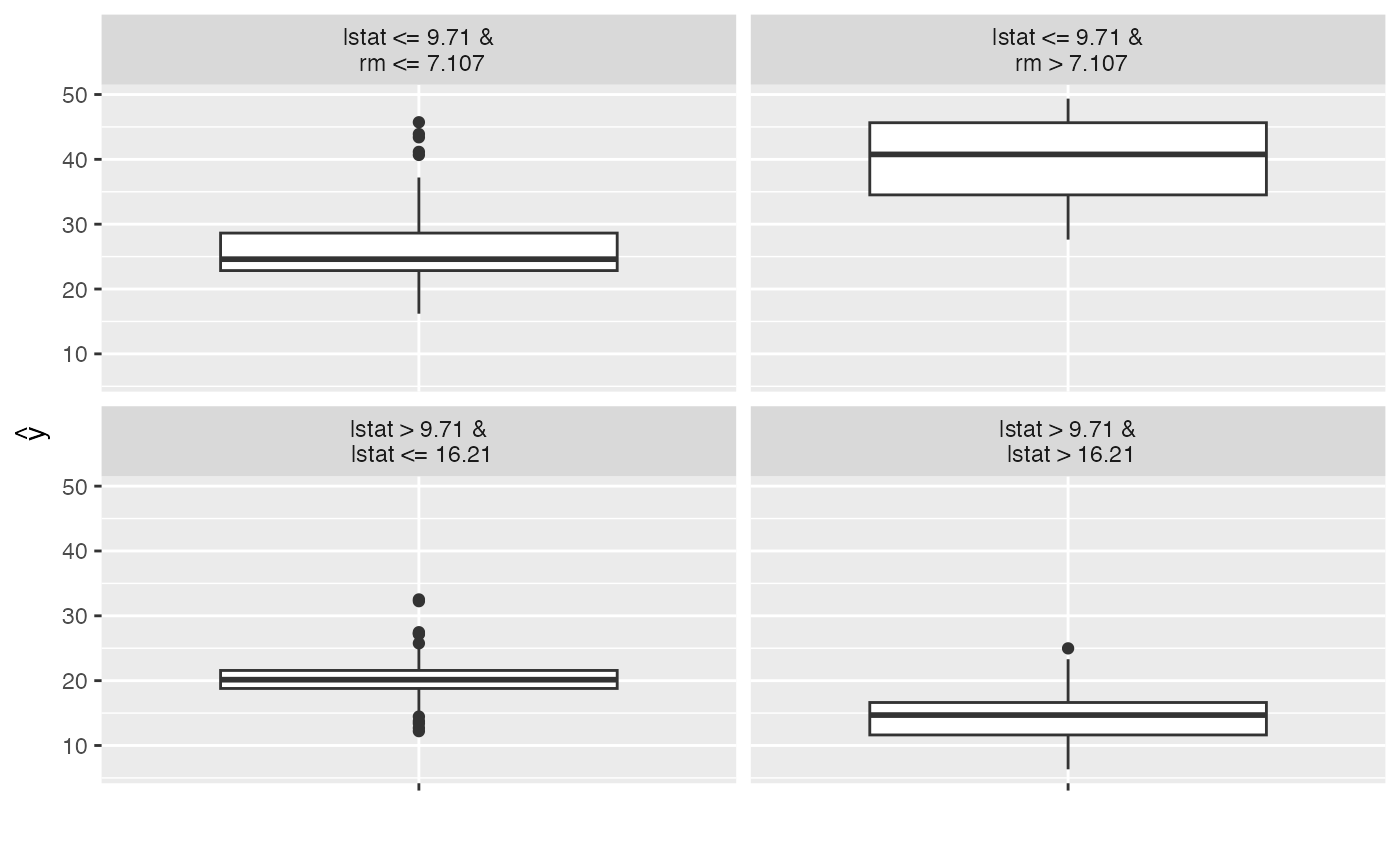 lstat <= 9.71 &
rm <= 7.107
lstat <= 9.71 &
rm > 7.107
50
40
30
20
10
ŷ
lstat > 9.71 &
lstat <= 16.21
lstat > 9.71 &
lstat > 16.21
50
40
30
20
10